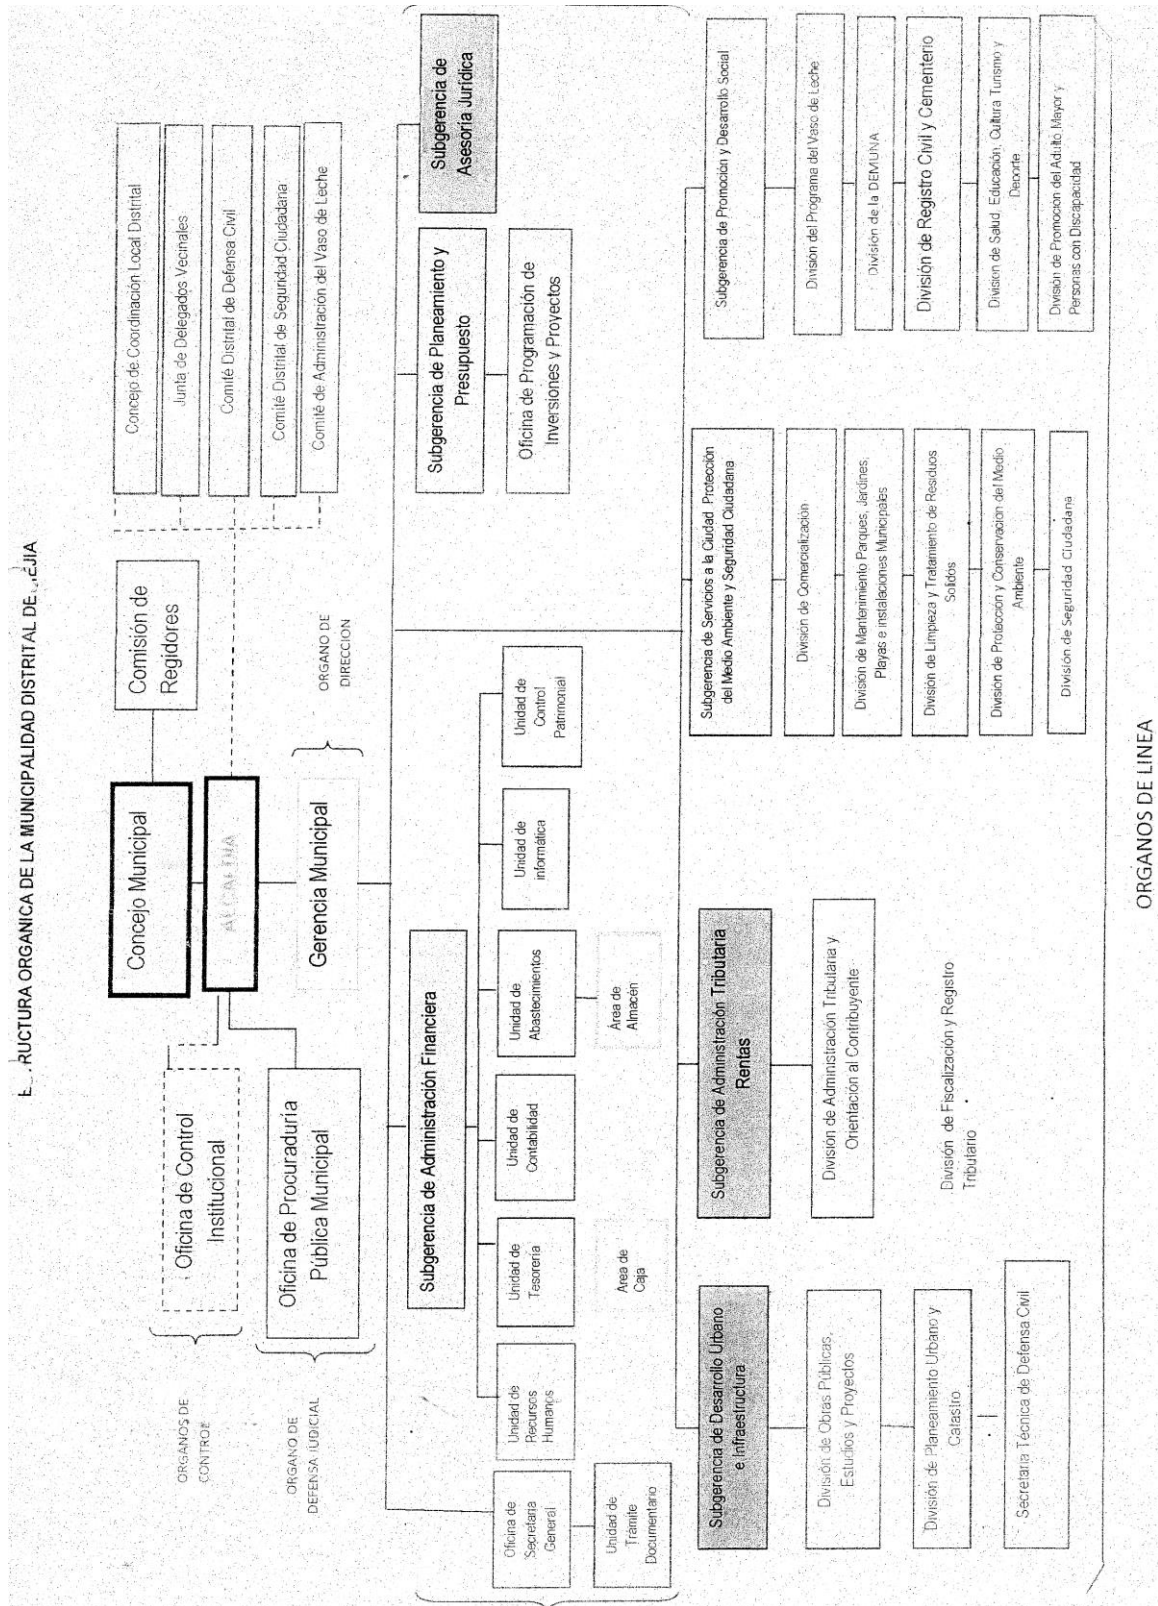 RUCTURA ORGANICA DE LA MUNICIPALIDAD DISTRITAL DE
Concejo Municipal
Comisión de
Regidores
Concejo de Coordinación Local Distrital
Junta de Delegados Vecinales
Comité Distrital de Defensa Civil
Comité Distrital de Seguridad Ciudadana
Comité de Administración del Vaso de Leche
ORGANOS DE
Oficina de Control
Institucional
ORGANO DE
DEFENSA JUDICIAL
Oficina de Procuraduría
Pública Municipal
Gerencia Municipal
ORGANO DE
DIRECCION
Subgerencia de Administración Financiera
Subgerencia de Planeamiento y
Presupuesto
Subgerencia de
Asesoría Jurídica
Oficina de
Secretaria
General
Unidad de
Recursos
Humanos
Unidad de
Tesorería
Unidad de
Contabilidad
Unidad de
Abastecimientos
Unidad de
informática
Unidad de
Control
Patrimonial
Oficina de Programación de
Inversiones y Proyectos
Unidad de
Trámite
Documentario
Area de
Caja
Área de
Almacén
Subgerencia de Desarrollo Urbano
e Infraestructura
Subgerencia de Administración Tributaria
Rentas
Subgerencia de Servicios a la Ciudad Protección
del Medio Ambiente y Seguridad Ciudadana
Subgerencia de Promoción y Desarrollo Social
División de Obras Públicas,
Estudios y Proyectos
División de Planeamiento Urbano y
Catastro
Secretaria Técnica de Defensa Civil
División de Administración Tributaria y
Orientación al Contribuyente
División de Fiscalización y Registro
Tributario
División de Comercialización
División de Mantenimiento Parques, Jardines,
Playas e instalaciones Municipales
División de Limpieza y Tratamiento de Residuos
Solidos
División de Protección y Conservación del Medio
Ambiente
División de Seguridad Ciudadana
División del Programa del Vaso de Leche
División de la DEMUNA
División de Registro Civil y Cementerio
División de Salud, Educación, Cultura Turismo y
Deporte
División de Promoción del Adulto Mayor y
Personas con Discapacidad
ORGANOS DE LINEA